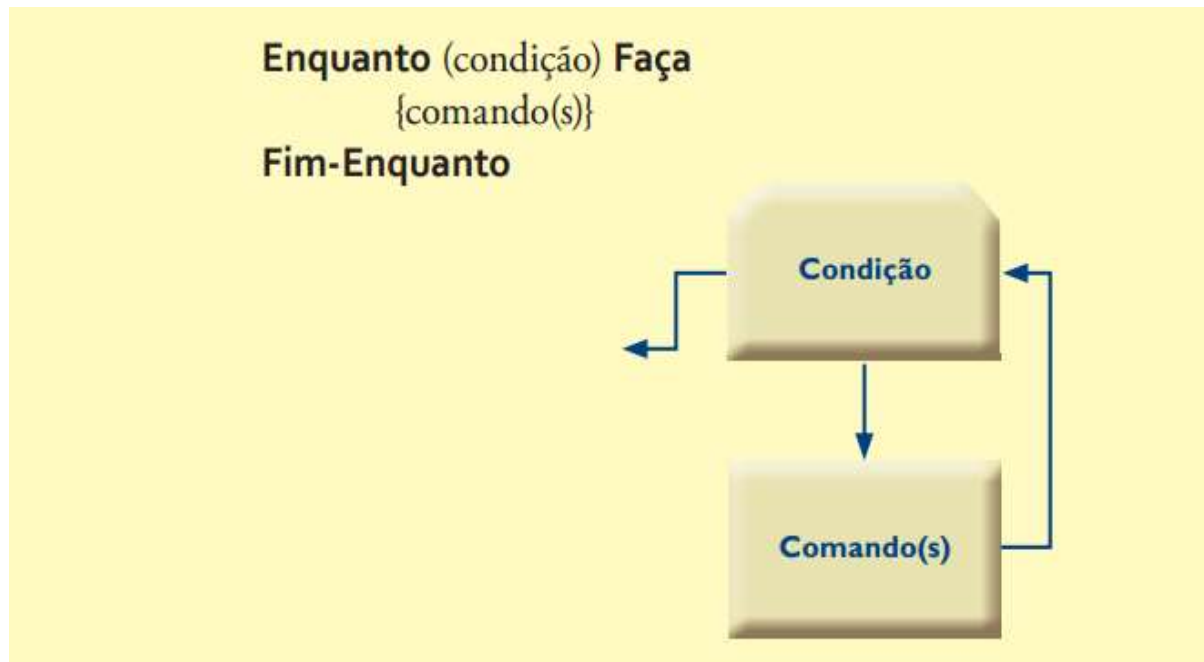 Enquanto (condição) Faça
{comando(s)}
Fim-Enquanto
Condição
Comando(s)